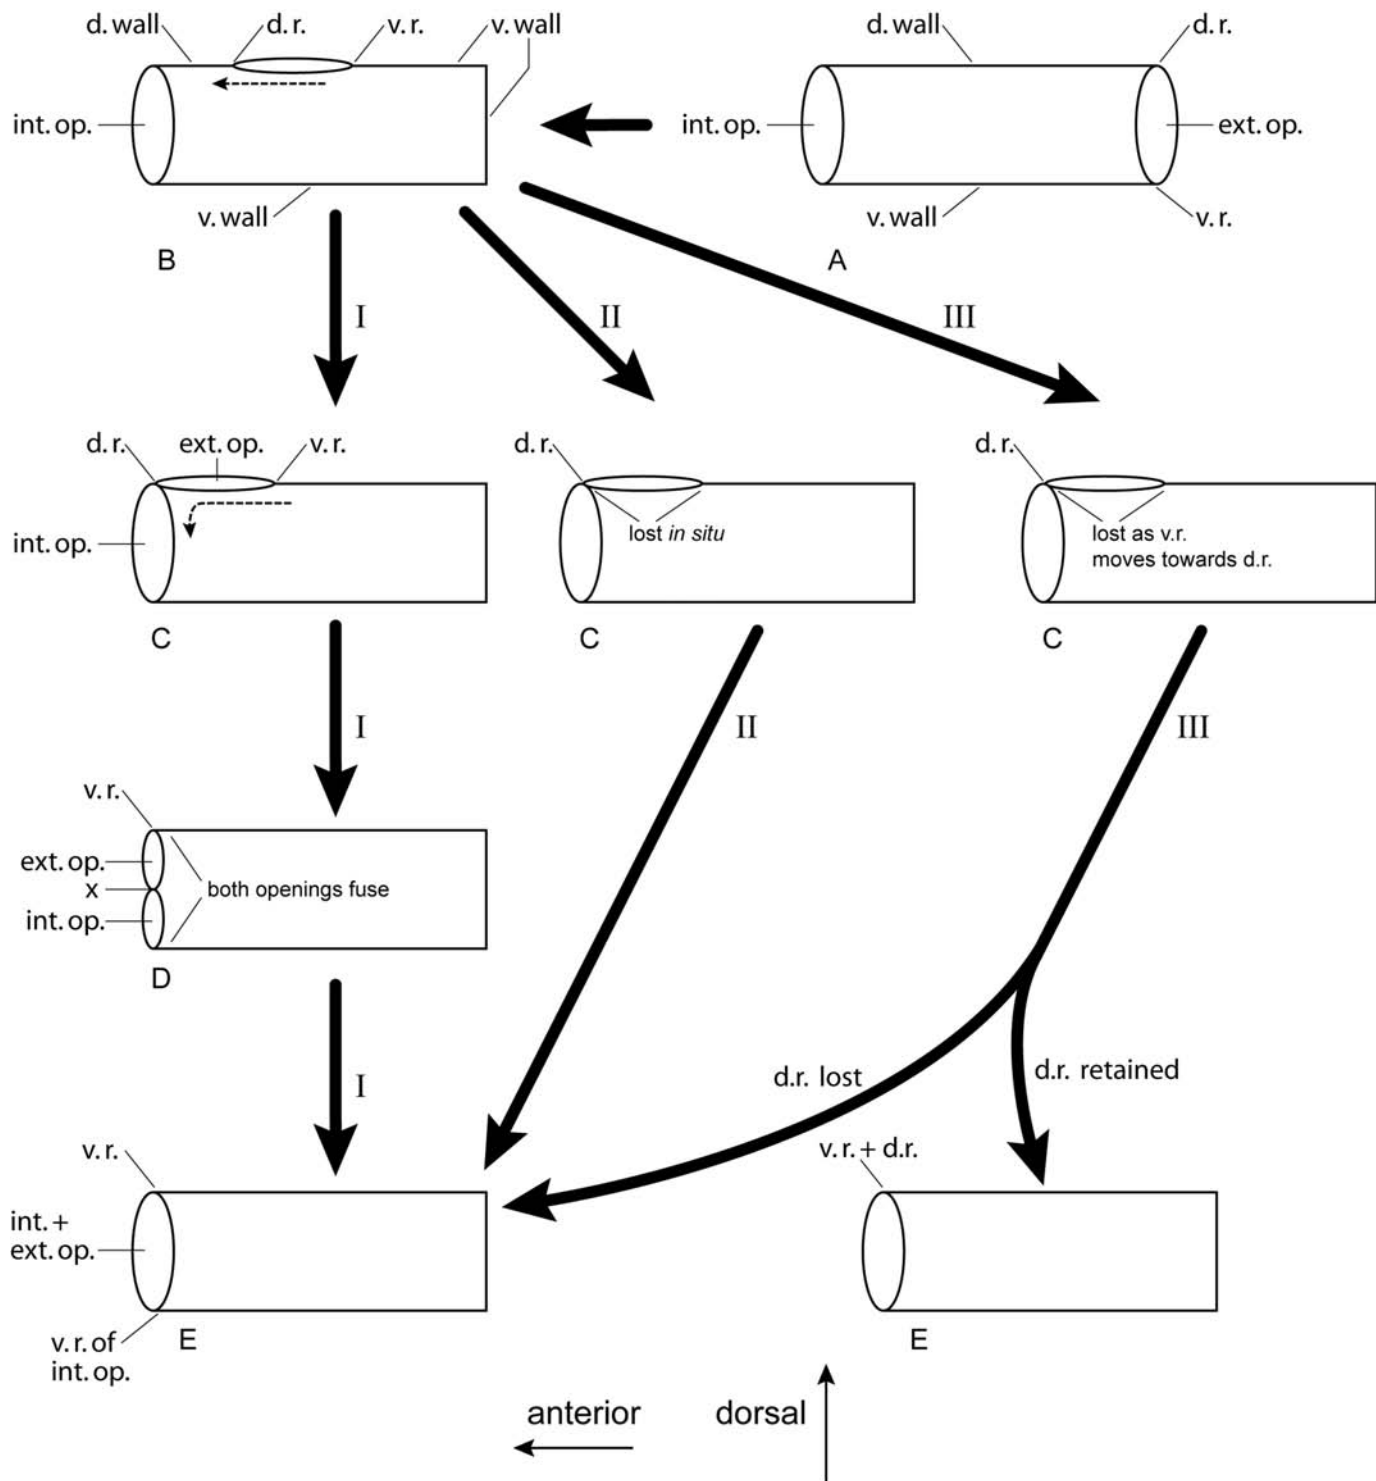 d. wall
d. r.
v. r.
v. wall
int. op.
v. wall
B
d. wall
d. r.
int. op.
ext. op.
v. wall
v. r.
A
I
II
III
d. r.
ext. op.
v. r.
int. op.
C
d. r.
lost in situ
C
d. r.
lost as v.r.
moves towards d.r.
C
I
II
III
v. r.
ext. op.
x
int. op.
both openings fuse
D
I
d.r. lost
d.r. retained
v. r.
int. +
ext. op.
v. r. of
int. op.
E
v. r. + d.r.
E
anterior
dorsal